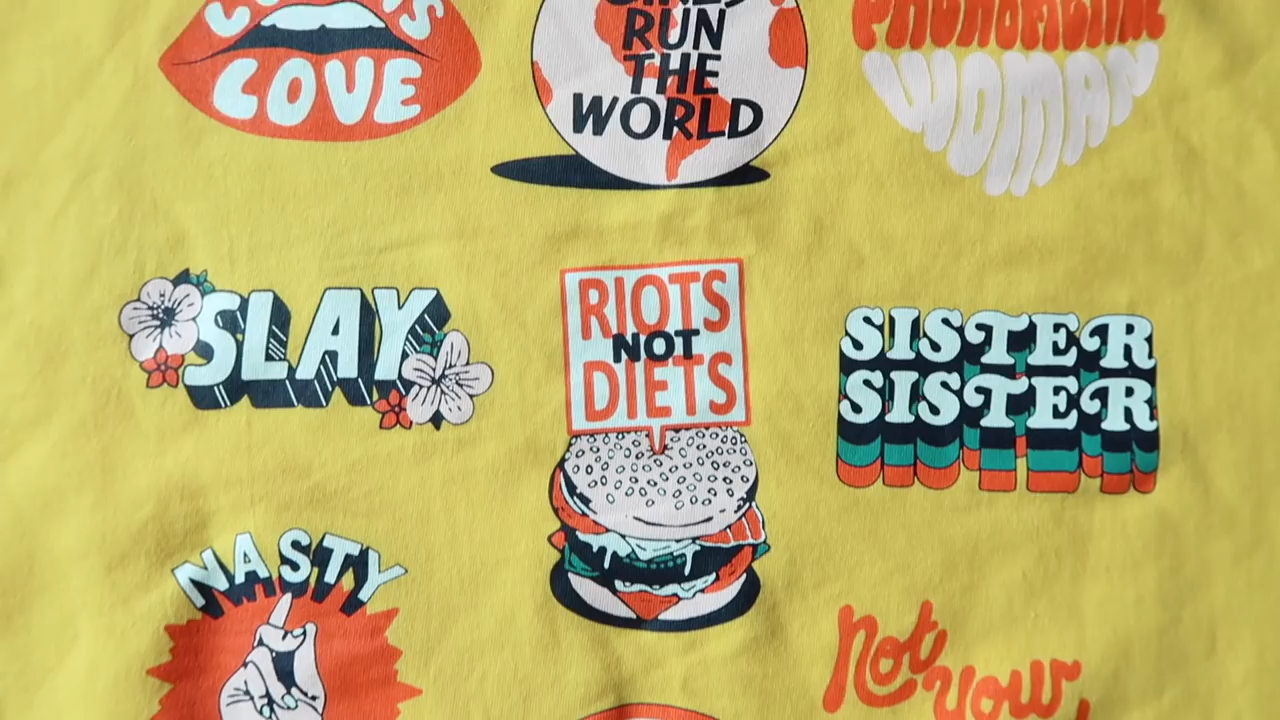 LOVE
RUN
THE
WORLD
WOMAN
SLAY
RIOTS
NOT
DIETS
SISTER
SISTER
NASTY
Not
your